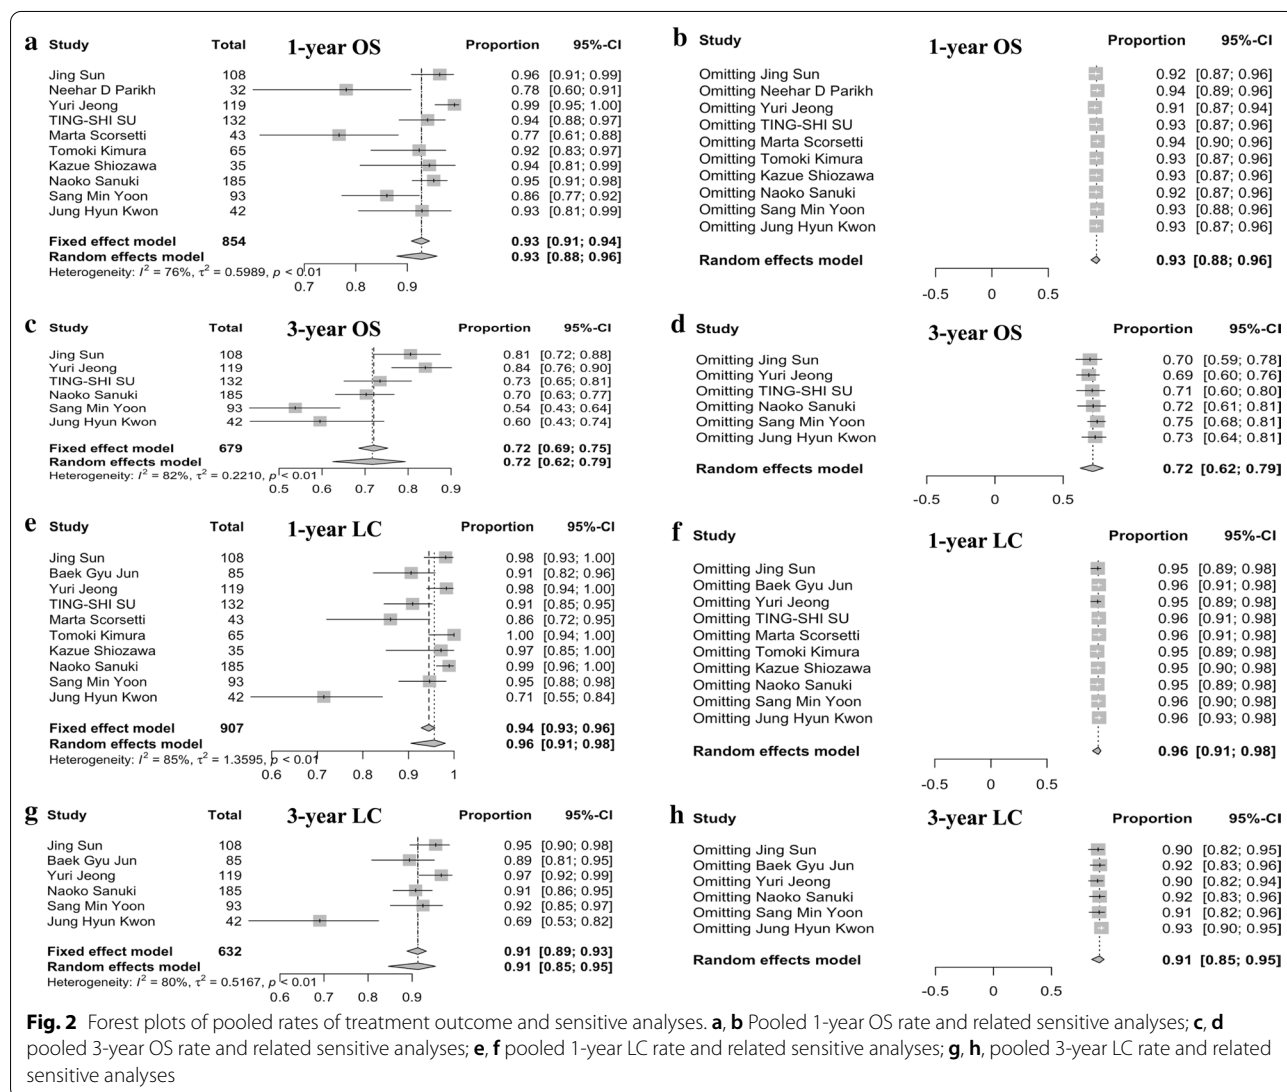 a Study Total 1-year OS Proportion 95%-CI
Jing Sun 108 0.96 [0.91; 0.99]
Neehar D Parikh 32 0.78 [0.60; 0.91]
Yuri Jeong 119 0.99 [0.95; 1.00]
TING-SHI SU 132 0.94 [0.88; 0.97]
Marta Scorsetti 43 0.77 [0.61; 0.88]
Tomoki Kimura 65 0.92 [0.83; 0.97]
Kazue Shiozawa 35 0.94 [0.81; 0.99]
Naoko Sanuki 185 0.95 [0.91; 0.98]
Sang Min Yoon 93 0.86 [0.77; 0.92]
Jung Hyun Kwon 42 0.93 [0.81; 0.99]
Fixed effect model 854 0.93 [0.91; 0.94]
Random effects model 0.93 [0.88; 0.96]
Heterogeneity: I² = 76%, τ² = 0.5989, p < 0.01
0.7 0.8 0.9
b Study 1-year OS Proportion 95%-CI
Omitting Jing Sun 0.92 [0.87; 0.96]
Omitting Neehar D Parikh 0.94 [0.89; 0.96]
Omitting Yuri Jeong 0.91 [0.87; 0.94]
Omitting TING-SHI SU 0.93 [0.87; 0.96]
Omitting Marta Scorsetti 0.94 [0.90; 0.96]
Omitting Tomoki Kimura 0.93 [0.87; 0.96]
Omitting Kazue Shiozawa 0.93 [0.87; 0.96]
Omitting Naoko Sanuki 0.92 [0.87; 0.96]
Omitting Sang Min Yoon 0.93 [0.88; 0.96]
Omitting Jung Hyun Kwon 0.93 [0.87; 0.96]
Random effects model 0.93 [0.88; 0.96]
-0.5 0 0.5
c Study Total 3-year OS Proportion 95%-CI
Jing Sun 108 0.81 [0.72; 0.88]
Yuri Jeong 119 0.84 [0.76; 0.90]
TING-SHI SU 132 0.73 [0.65; 0.81]
Naoko Sanuki 185 0.70 [0.63; 0.77]
Sang Min Yoon 93 0.54 [0.43; 0.64]
Jung Hyun Kwon 42 0.60 [0.43; 0.74]
Fixed effect model 679 0.72 [0.69; 0.75]
Random effects model 0.72 [0.62; 0.79]
Heterogeneity: I² = 82%, τ² = 0.2210, p < 0.01
0.5 0.6 0.7 0.8 0.9
d Study 3-year OS Proportion 95%-CI
Omitting Jing Sun 0.70 [0.59; 0.78]
Omitting Yuri Jeong 0.69 [0.60; 0.76]
Omitting TING-SHI SU 0.71 [0.60; 0.80]
Omitting Naoko Sanuki 0.72 [0.61; 0.81]
Omitting Sang Min Yoon 0.75 [0.68; 0.81]
Omitting Jung Hyun Kwon 0.73 [0.64; 0.81]
Random effects model 0.72 [0.62; 0.79]
-0.5 0 0.5
e Study Total 1-year LC Proportion 95%-CI
Jing Sun 108 0.98 [0.93; 1.00]
Baek Gyu Jun 85 0.91 [0.82; 0.96]
Yuri Jeong 119 0.98 [0.94; 1.00]
TING-SHI SU 132 0.91 [0.85; 0.95]
Marta Scorsetti 43 0.86 [0.72; 0.95]
Tomoki Kimura 65 1.00 [0.94; 1.00]
Kazue Shiozawa 35 0.97 [0.85; 1.00]
Naoko Sanuki 185 0.99 [0.96; 1.00]
Sang Min Yoon 93 0.95 [0.88; 0.98]
Jung Hyun Kwon 42 0.71 [0.55; 0.84]
Fixed effect model 907 0.94 [0.93; 0.96]
Random effects model 0.96 [0.91; 0.98]
Heterogeneity: I² = 85%, τ² = 1.3595, p < 0.01
0.6 0.7 0.8 0.9 1
f Study 1-year LC Proportion 95%-CI
Omitting Jing Sun 0.95 [0.89; 0.98]
Omitting Baek Gyu Jun 0.96 [0.91; 0.98]
Omitting Yuri Jeong 0.95 [0.89; 0.98]
Omitting TING-SHI SU 0.96 [0.91; 0.98]
Omitting Marta Scorsetti 0.96 [0.91; 0.98]
Omitting Tomoki Kimura 0.95 [0.89; 0.98]
Omitting Kazue Shiozawa 0.95 [0.90; 0.98]
Omitting Naoko Sanuki 0.95 [0.89; 0.98]
Omitting Sang Min Yoon 0.96 [0.90; 0.98]
Omitting Jung Hyun Kwon 0.96 [0.93; 0.98]
Random effects model 0.96 [0.91; 0.98]
-0.5 0 0.5
g Study Total 3-year LC Proportion 95%-CI
Jing Sun 108 0.95 [0.90; 0.98]
Baek Gyu Jun 85 0.89 [0.81; 0.95]
Yuri Jeong 119 0.97 [0.92; 0.99]
Naoko Sanuki 185 0.91 [0.86; 0.95]
Sang Min Yoon 93 0.92 [0.85; 0.97]
Jung Hyun Kwon 42 0.69 [0.53; 0.82]
Fixed effect model 632 0.91 [0.89; 0.93]
Random effects model 0.91 [0.85; 0.95]
Heterogeneity: I² = 80%, τ² = 0.5167, p < 0.01
0.6 0.7 0.8 0.9
h Study 3-year LC Proportion 95%-CI
Omitting Jing Sun 0.90 [0.82; 0.95]
Omitting Baek Gyu Jun 0.92 [0.83; 0.96]
Omitting Yuri Jeong 0.90 [0.82; 0.94]
Omitting Naoko Sanuki 0.92 [0.83; 0.96]
Omitting Sang Min Yoon 0.91 [0.82; 0.96]
Omitting Jung Hyun Kwon 0.93 [0.90; 0.95]
Random effects model 0.91 [0.85; 0.95]
-0.5 0 0.5
Fig. 2 Forest plots of pooled rates of treatment outcome and sensitive analyses. a, b Pooled 1-year OS rate and related sensitive analyses; c, d
pooled 3-year OS rate and related sensitive analyses; e, f pooled 1-year LC rate and related sensitive analyses; g, h, pooled 3-year LC rate and related
sensitive analyses